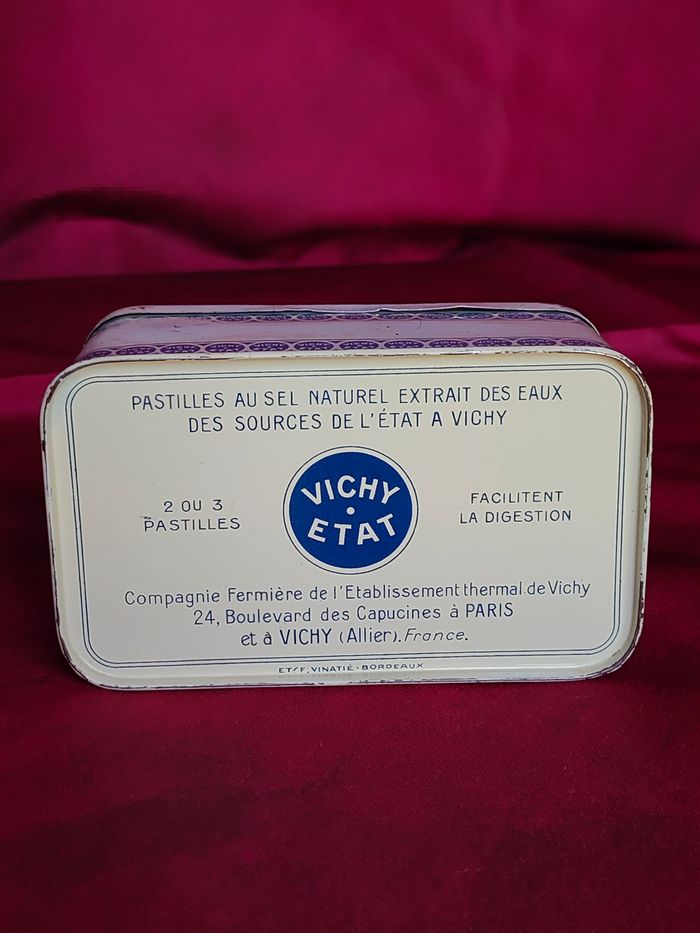 PASTILLES AU SEL NATUREL EXTRAIT DES EAUX
DES SOURCES DE L'ÉTAT A VICHY
2 OU 3
PASTILLES
VICHY
ETAT
FACILITENT
LA DIGESTION
Compagnie Fermière de l'Etablissement thermal de Vichy
24, Boulevard des Capucines à PARIS
et à VICHY (Allier). France.
VINATIÉ - BORDEAUX